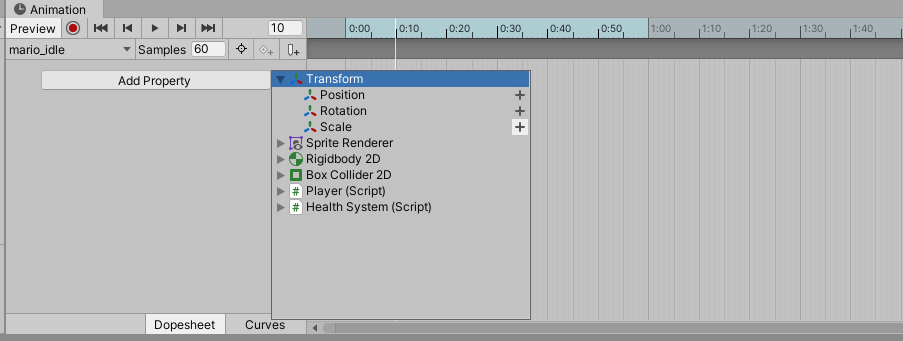 Animation
Preview 10 0:00 0:10 0:20 0:30 0:40 0:50 1:00 1:10 1:20 1:30 1:40
mario_idle Samples 60
Add Property
Transform
Position
Rotation
Scale
Sprite Renderer
Rigidbody 2D
Box Collider 2D
# Player (Script)
# Health System (Script)
Dopesheet Curves